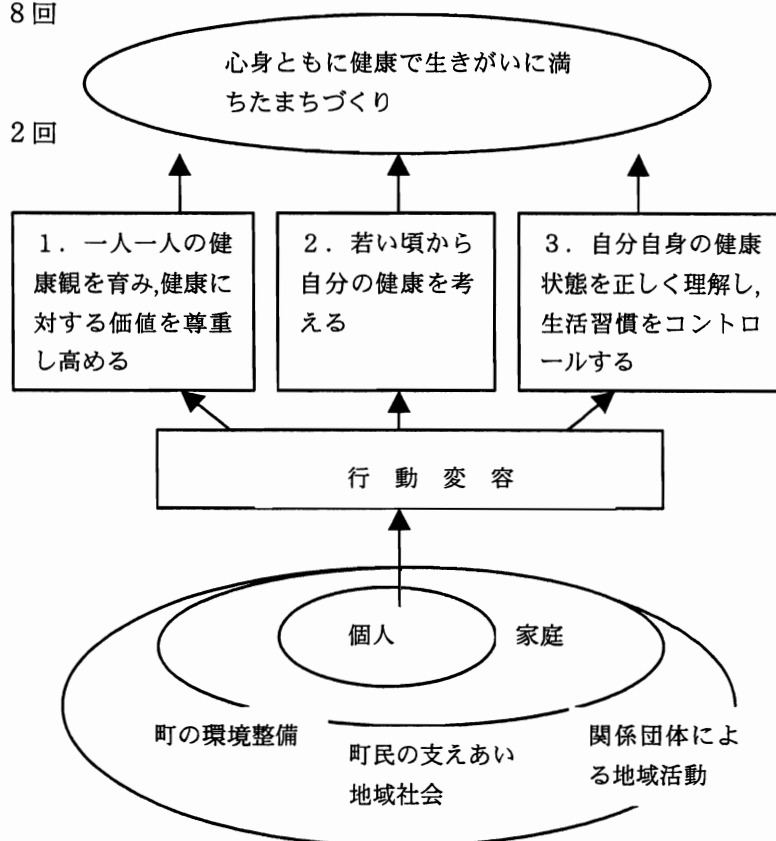 8回
心身ともに健康で生きがいに満
ちたまちづくり
2回
1．一人一人の健
康観を育み,健康に
対する価値を尊重
し高める
2．若い頃から
自分の健康を考
える
3．自分自身の健康
状態を正しく理解し,
生活習慣をコントロ
ールする
行 動 変 容
個人
家庭
町の環境整備
町民の支えあい
地域社会
関係団体によ
る地域活動